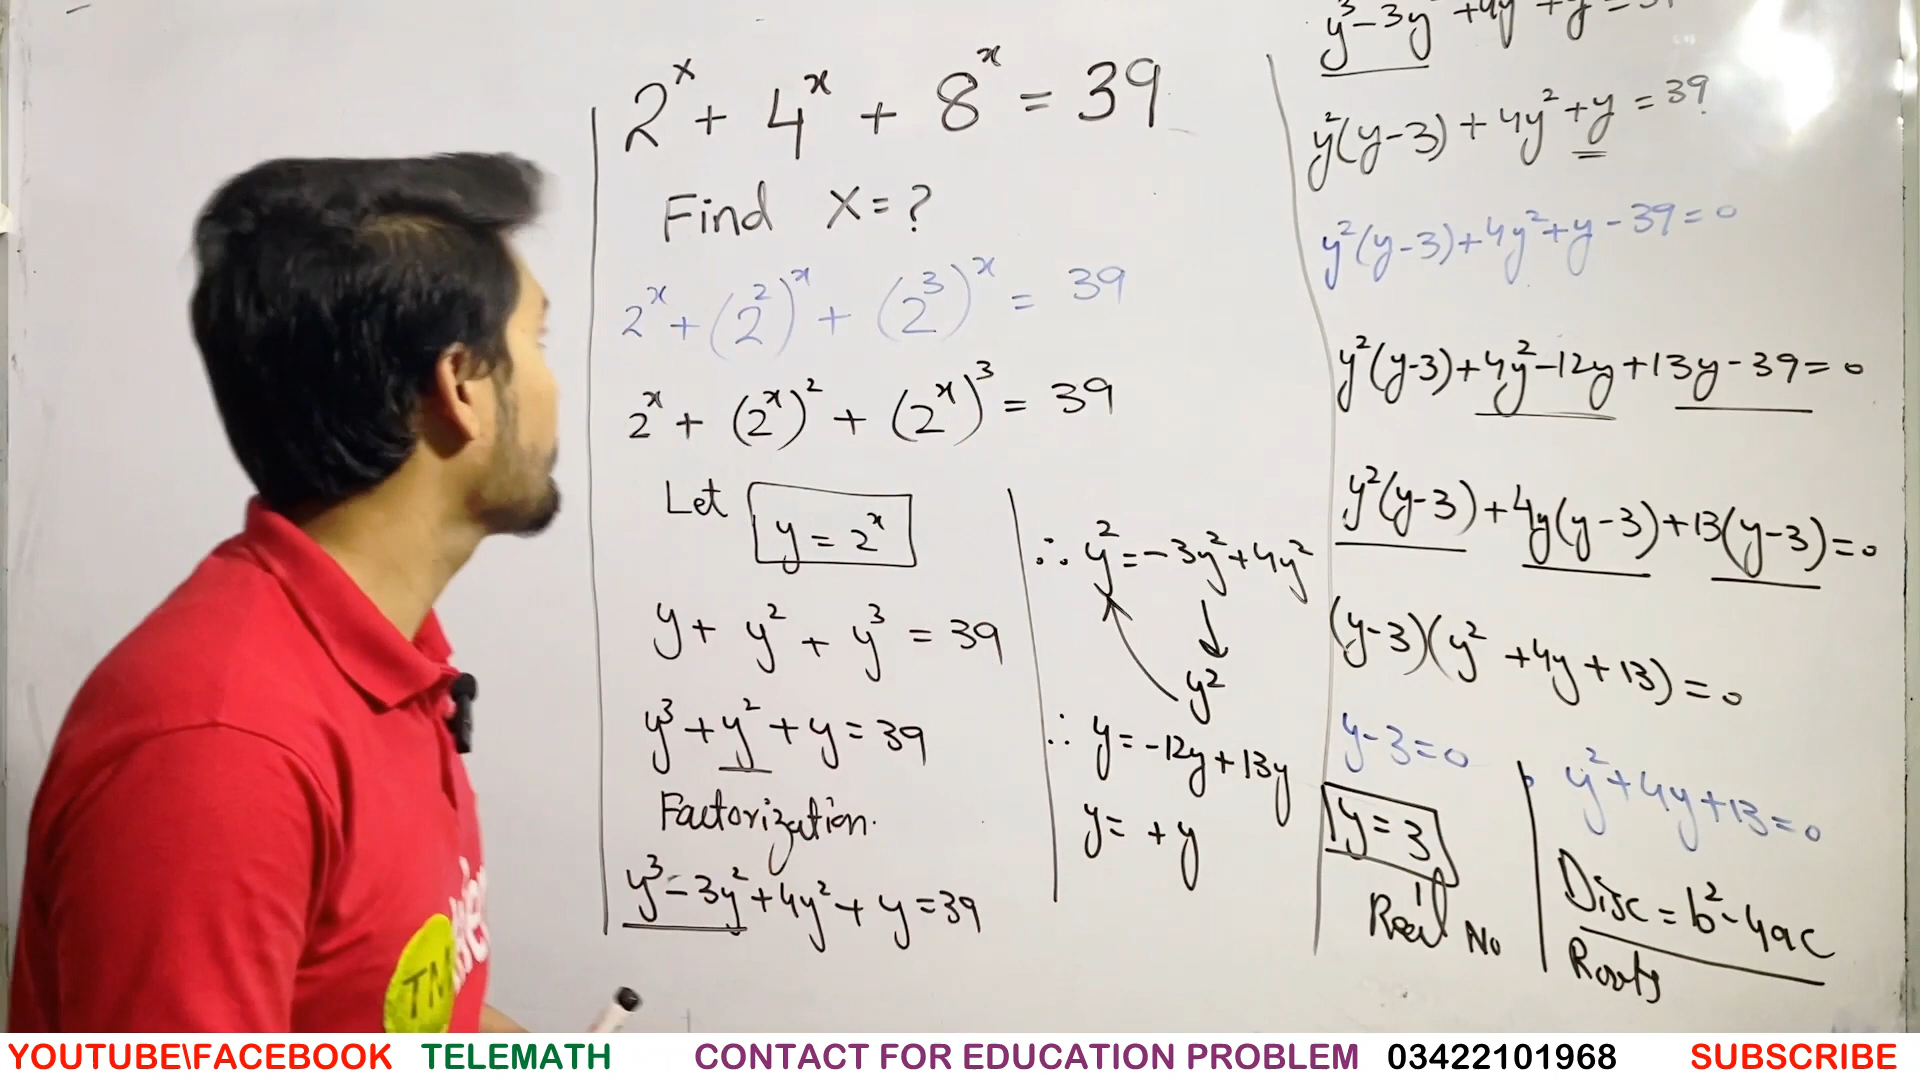 2^x + 4^x + 8^x = 39
Find x = ?
2^x + (2^2)^x + (2^3)^x = 39
2^x + (2^x)^2 + (2^x)^3 = 39
Let y = 2^x
y + y^2 + y^3 = 39
y^3 + y^2 + y = 39
Factorization.
y^3 - 3y^2 + 4y^2 + y = 39
∴ y^2 = -3y^2 + 4y^2
y^2
∴ y = -12y + 13y
y = + y
y^2(y-3) + 4y^2 + y = 39
y^2(y-3) + 4y^2 + y - 39 = 0
y^2(y-3) + 4y^2 - 12y + 13y - 39 = 0
y^2(y-3) + 4y(y-3) + 13(y-3) = 0
(y-3)(y^2 + 4y + 13) = 0
y-3 = 0
y = 3
Real No
y^2 + 4y + 13 = 0
Disc = b^2 - 4ac
Roots
TM
YOUTUBE\FACEBOOK TELEMATH CONTACT FOR EDUCATION PROBLEM 03422101968 SUBSCRIBE